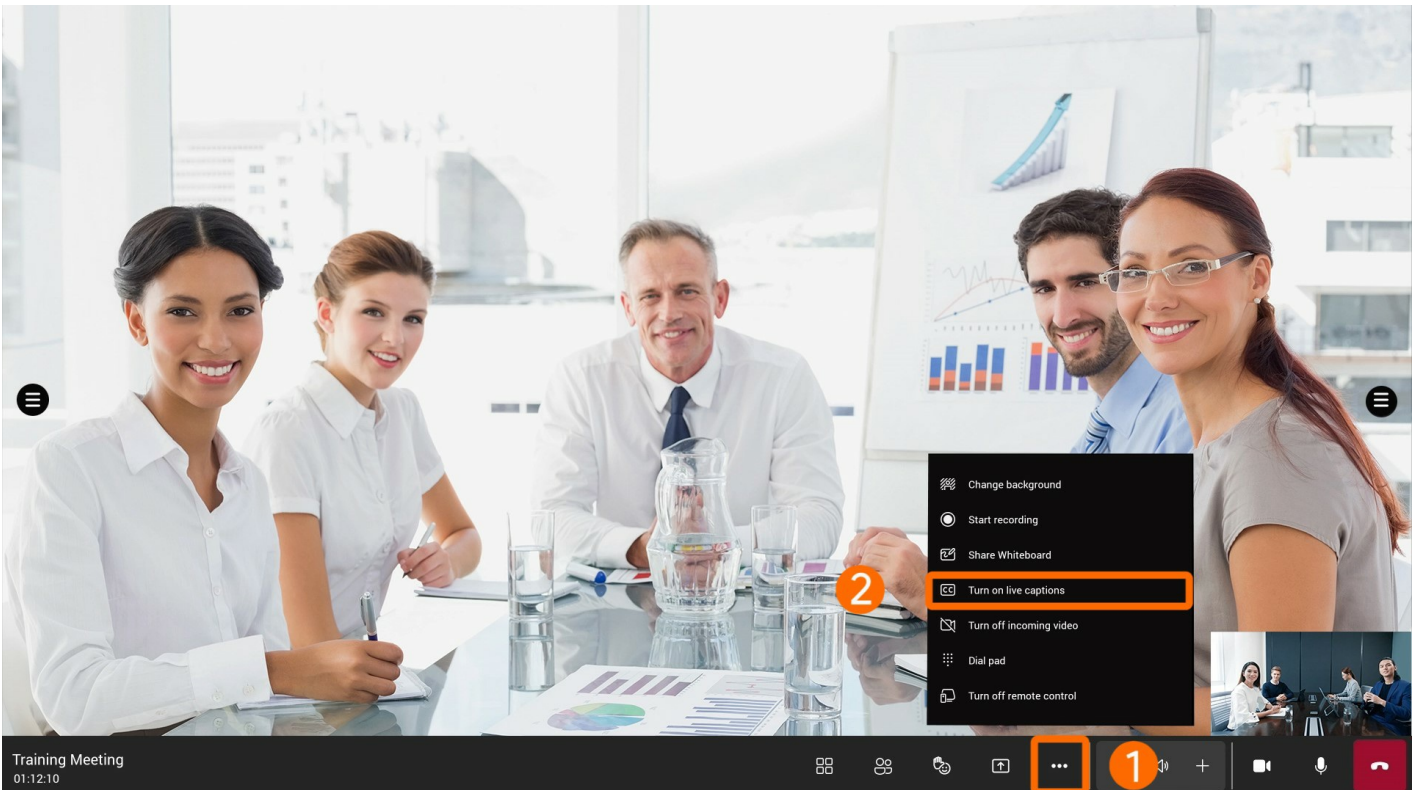 Change background
Start recording
Share Whiteboard
2
CC Turn on live captions
Turn off incoming video
Dial pad
Turn off remote control
Training Meeting
01:12:10
1